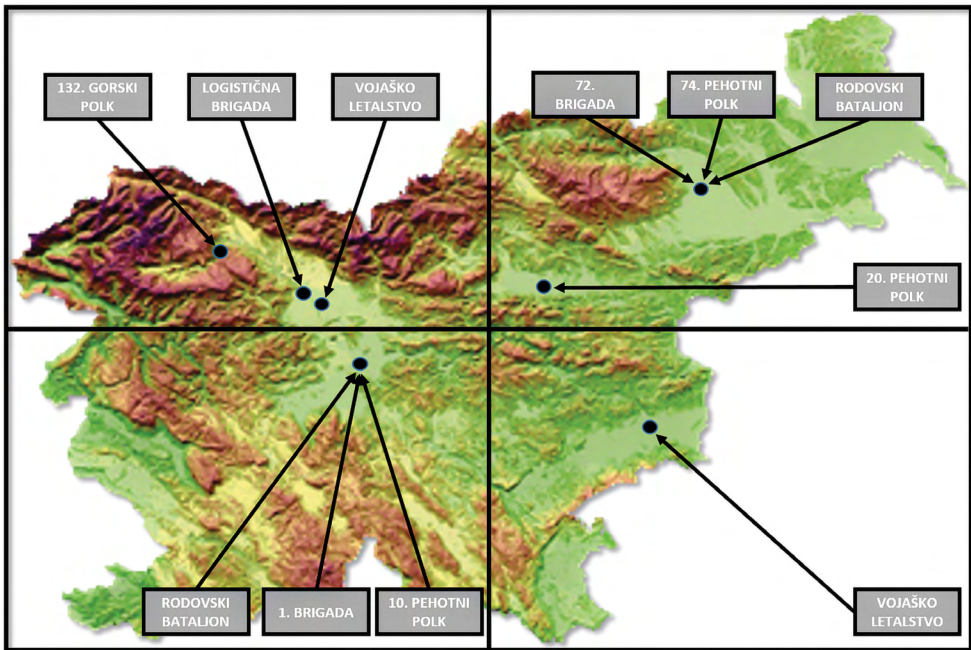 132. GORSKI
POLK
LOGISTIČNA
BRIGADA
VOJAŠKO
LETALSTVO
72.
BRIGADA
74. PEHOTNI
POLK
RODOVSKI
BATALJON
20. PEHOTNI
POLK
RODOVSKI
BATALJON
1. BRIGADA
10. PEHOTNI
POLK
VOJAŠKO
LETALSTVO